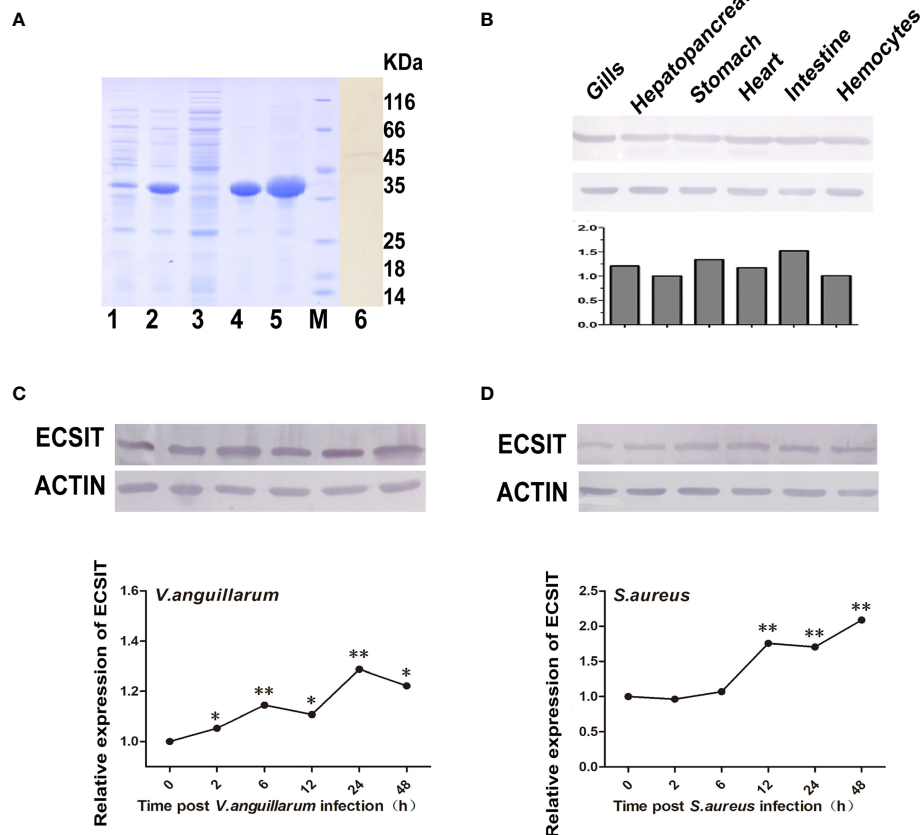 A
KDa
116
66
45
35
25
18
14
1 2 3 4 5 M 6
B
Gills
Hepatopancreas
Stomach
Heart
Intestine
Hemocytes
2.0
1.5
1.0
0.5
0.0
C
ECSIT
ACTIN
Relative expression of ECSIT
V.anguillarum
1.6
1.4
1.2
1.0
*
**
*
**
*
0 2 6 12 24 48
Time post V.anguillarum infection（h）
D
ECSIT
ACTIN
Relative expression of ECSIT
S.aureus
2.5
2.0
1.5
1.0
0.5
0.0
**
**
**
0 2 6 12 24 48
Time post S.aureus infection（h）